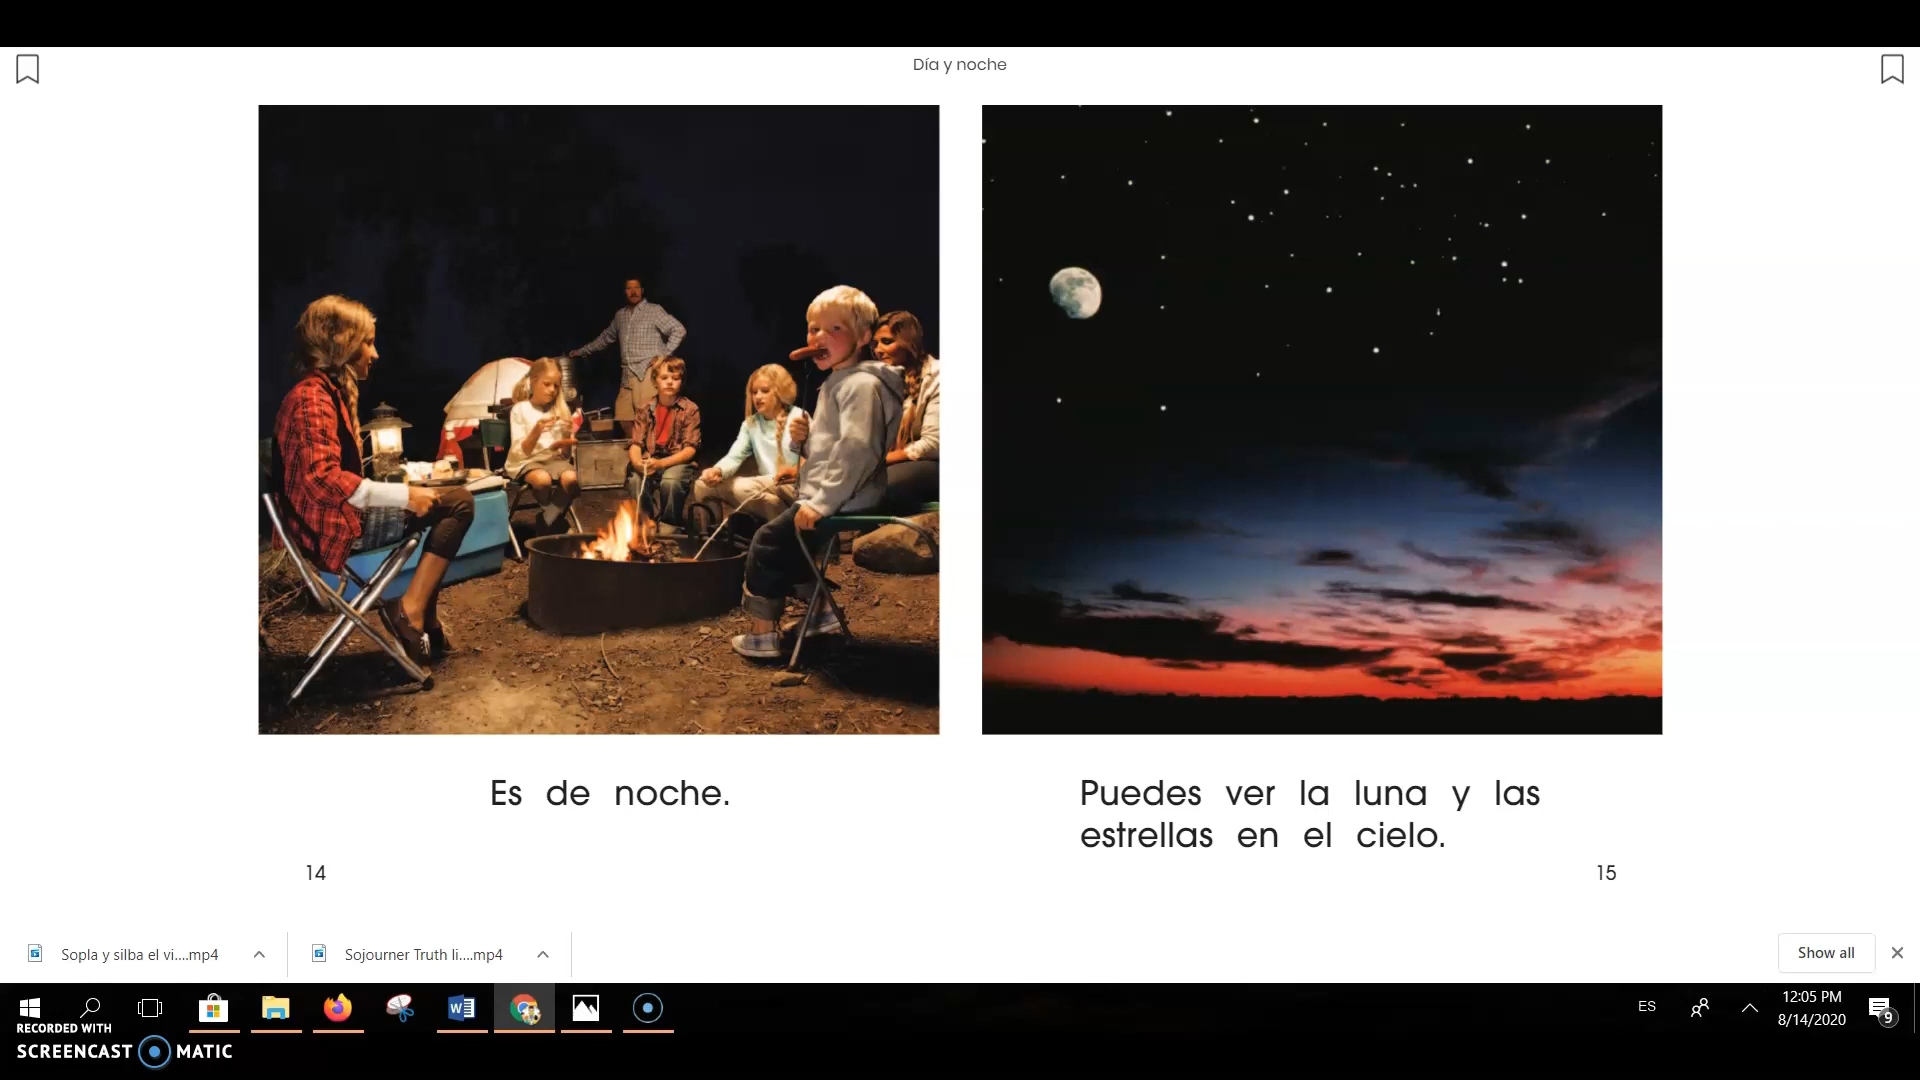 Día y noche
Es de noche.
14
Puedes ver la luna y las
estrellas en el cielo.
15
Sopla y silba el vi....mp4
Sojourner Truth li....mp4
Show all
ES
12:05 PM
8/14/2020
9
RECORDED WITH
SCREENCAST MATIC